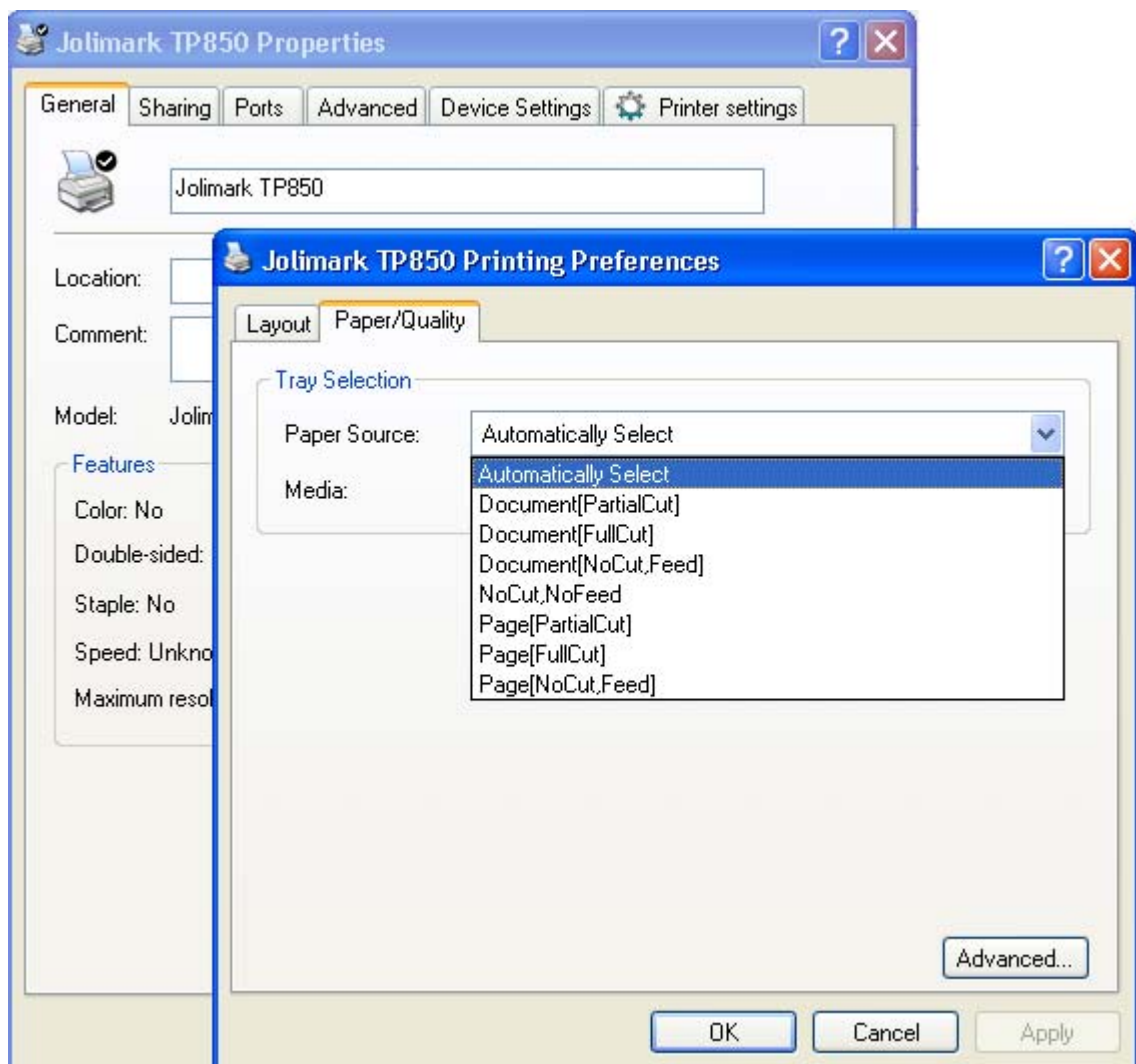 Jolimark TP850 Properties
General Sharing Ports Advanced Device Settings Printer settings
Jolimark TP850
Location:
Comment:
Model:
Features
Color: No
Double-sided:
Staple: No
Speed:
Maximum
Jolimark TP850 Printing Preferences
Layout Paper/Quality
Tray Selection
Paper Source: Automatically Select
Media:
Automatically Select
Document[PartialCut]
Document[FullCut]
Document[NoCut,Feed]
NoCut,NoFeed
Page[PartialCut]
Page[FullCut]
Page[NoCut,Feed]
Advanced...
OK Cancel Apply